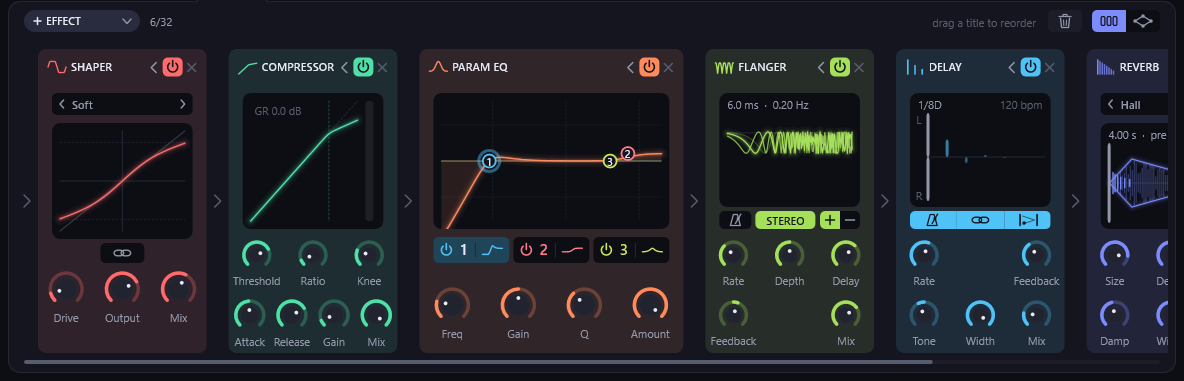 + EFFECT
6/32
drag a title to reorder
SHAPER
Soft
Drive
Output
Mix
COMPRESSOR
GR 0.0 dB
Threshold
Ratio
Knee
Attack
Release
Gain
Mix
PARAM EQ
1
2
3
1
2
3
Freq
Gain
Q
Amount
FLANGER
6.0 ms · 0.20 Hz
STEREO
+ −
Rate
Depth
Delay
Feedback
Mix
DELAY
1/8D
120 bpm
L
R
Rate
Feedback
Tone
Width
Mix
REVERB
Hall
4.00 s · pre
Size
De
Damp
Wi